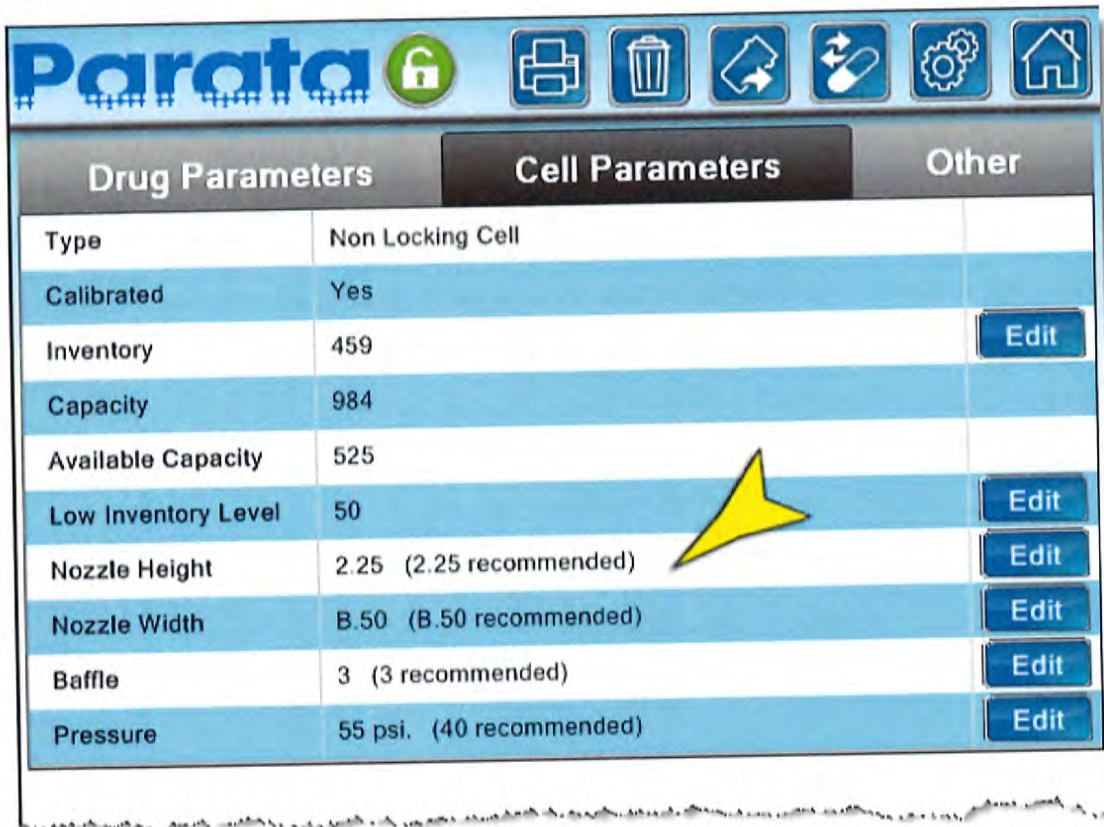 Parata
Drug Parameters Cell Parameters Other
Type Non Locking Cell
Calibrated Yes
Inventory 459 Edit
Capacity 984
Available Capacity 525
Low Inventory Level 50 Edit
Nozzle Height 2.25 (2.25 recommended) Edit
Nozzle Width B.50 (B.50 recommended) Edit
Baffle 3 (3 recommended) Edit
Pressure 55 psi. (40 recommended) Edit